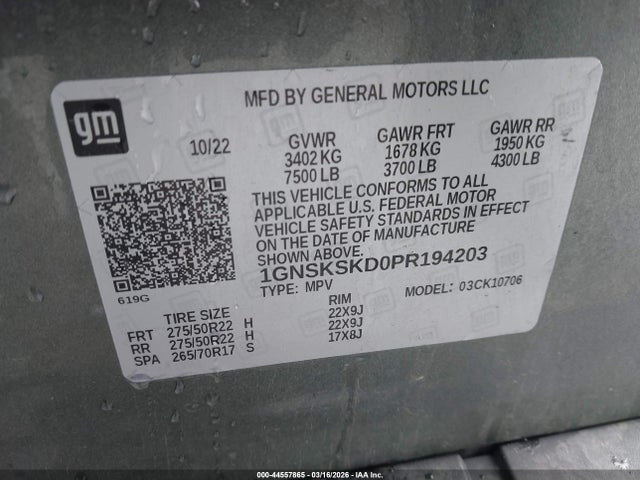 gm
MFD BY GENERAL MOTORS LLC
10/22
GVWR GAWR FRT GAWR RR
3402 KG 1678 KG 1950 KG
7500 LB 3700 LB 4300 LB
THIS VEHICLE CONFORMS TO ALL
APPLICABLE U.S. FEDERAL MOTOR
VEHICLE SAFETY STANDARDS IN EFFECT
ON THE DATE OF MANUFACTURE
SHOWN ABOVE.
1GNSKSKD0PR194203
619G
TYPE: MPV MODEL: 03CK10706
TIRE SIZE RIM
FRT 275/50R22 H 22X9J
RR 275/50R22 H 22X9J
SPA 265/70R17 S 17X8J
000 -- 44557865 -- 03/16/2026 -- IAA Inc.